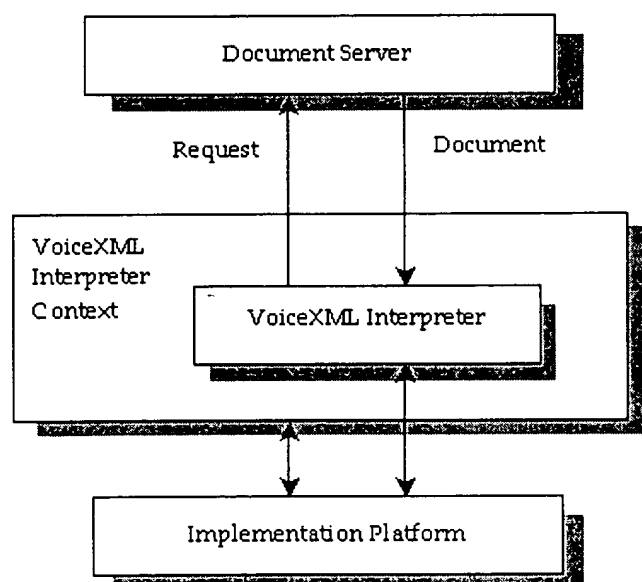 Document Server
Request
Document
VoiceXML
Interpreter
Context
VoiceXML Interpreter
Implementation Platform